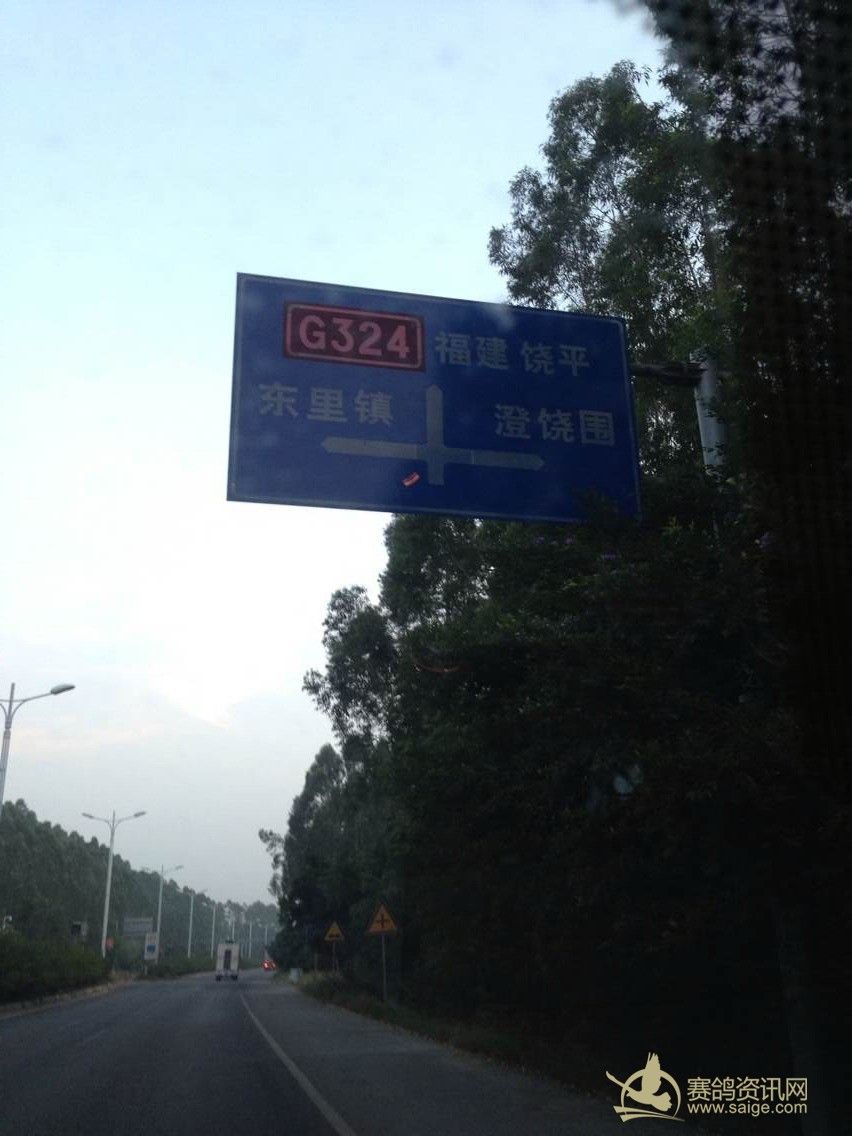 G324 福建 饶平
东里镇 澄饶围
赛鸽资讯网
www.saige.com